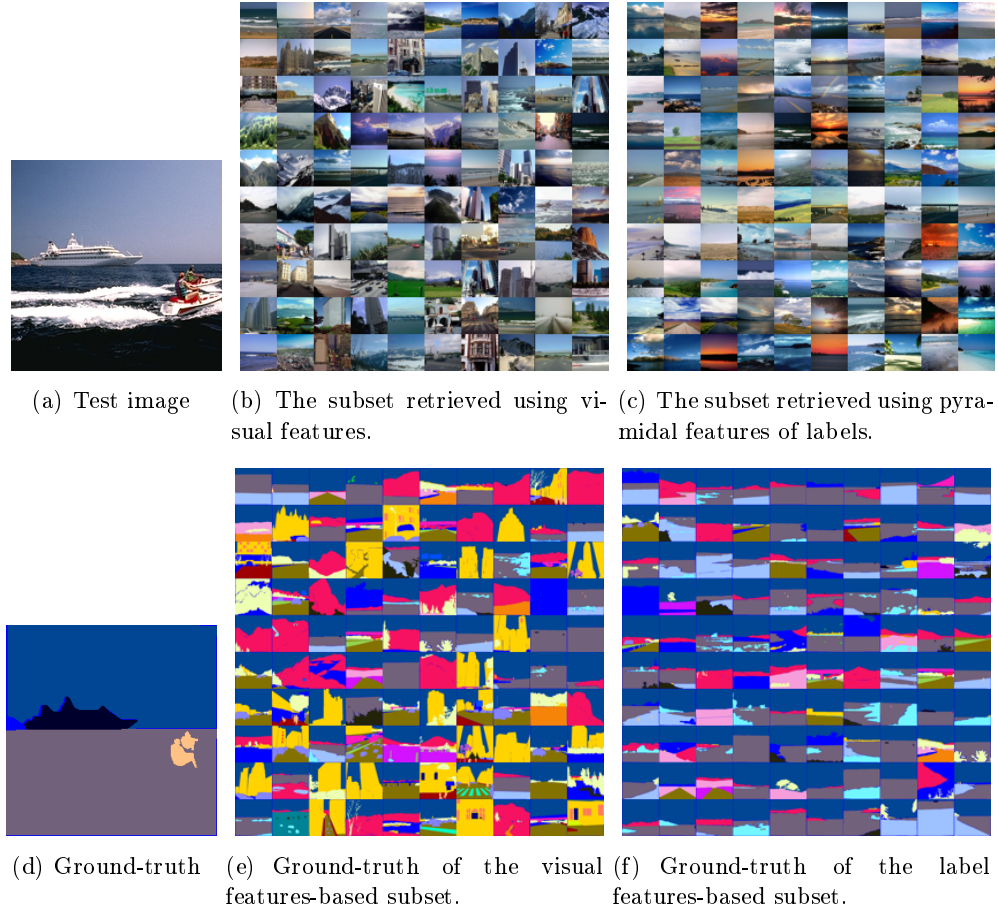 (a) Test image
(b) The subset retrieved using vi-
sual features.
(c) The subset retrieved using pyra-
midal features of labels.
(d) Ground-truth
(e) Ground-truth of the visual
features-based subset.
(f) Ground-truth of the label
features-based subset.